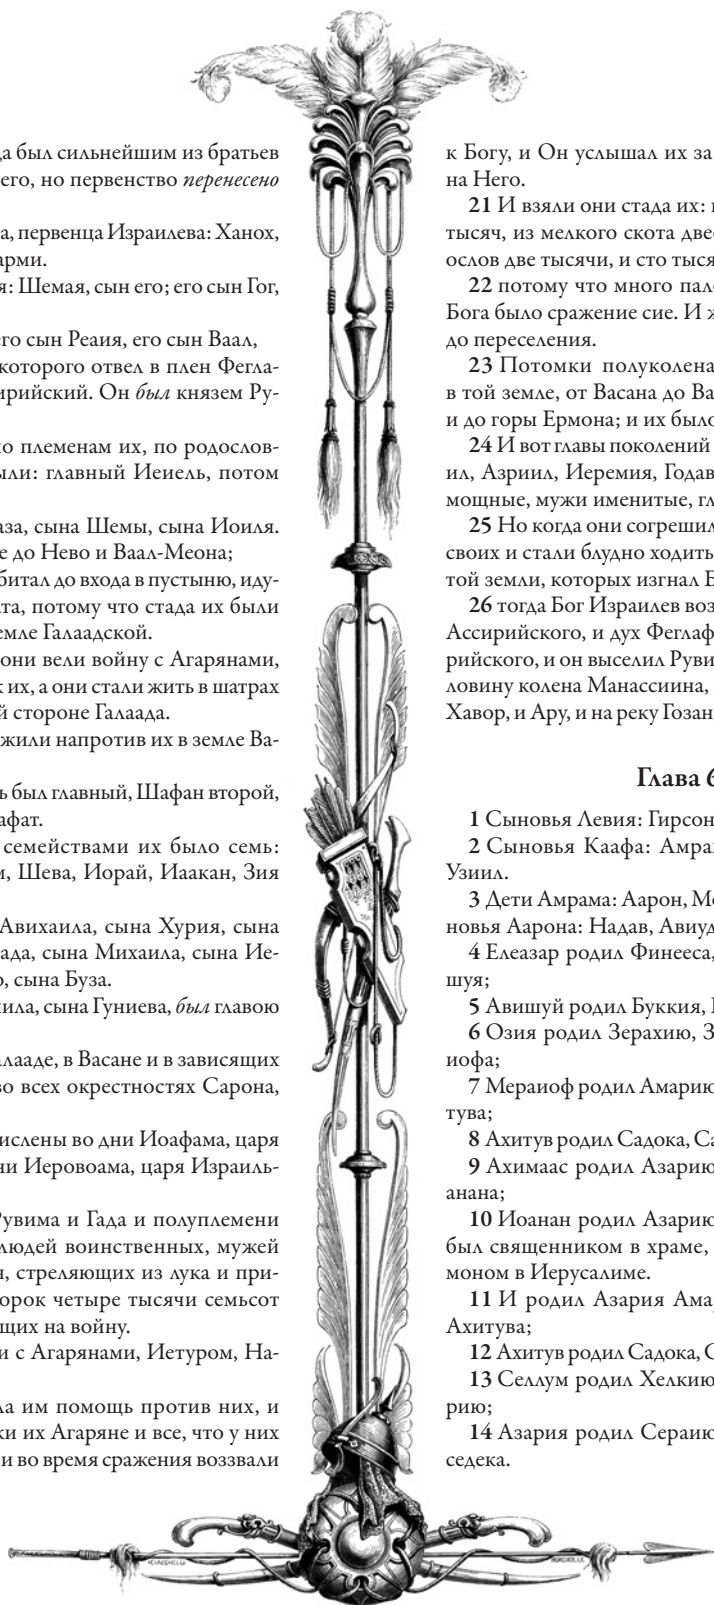 да был сильнейшим из братьев
его, но первенство перенесено
а, первенца Израилева: Ханох,
арми.
я: Шемая, сын его; его сын Гог,
го сын Реаия, его сын Ваал,
которого отвел в плен Фегла-
ирийский. Он был князем Ру-
о племенам их, по родослов-
ыли: главный Иеиель, потом
аза, сына Шемы, сына Иоиля.
е до Нево и Ваал-Меона;
битал до входа в пустыню, иду-
та, потому что стада их были
емле Галаадской.
они вели войну с Агарянами,
к их, а они стали жить в шатрах
й стороне Галаада.
жили напротив их в земле Ва-
ь был главный, Шафан второй,
афат.
семействами их было семь:
м, Шева, Иорай, Иаакан, Зия
Авихаила, сына Хурия, сына
ада, сына Михаила, сына Ие-
о, сына Буза.
иила, сына Гуниева, был главою
алааде, в Васане и в зависящих
во всех окрестностях Сарона,
ислены во дни Иоафама, царя
ни Иеровоама, царя Израиль-
Рувима и Гада и полуплемени
людей воинственных, мужей
ч, стреляющих из лука и при-
орок четыре тысячи семьсот
щих на войну.
и с Агарянами, Иетуром, На-
ла им помощь против них, и
ки их Агаряне и все, что у них
и во время сражения воззвали
к Богу, и Он услышал их за
на Него.
21 И взяли они стада их:
тысяч, из мелкого скота двес
ослов две тысячи, и сто тыся
22 потому что много пал
Бога было сражение сие. И ж
до переселения.
23 Потомки полуколена
в той земле, от Васана до Ва
и до горы Ермона; и их было
24 И вот главы поколений
ил, Азриил, Иеремия, Годав
мощные, мужи именитые, гл
25 Но когда они согрешил
своих и стали блудно ходить
той земли, которых изгнал Б
26 тогда Бог Израилев воз
Ассирийского, и дух Феглаф
рийского, и он выселил Руви
ловину колена Манассиина,
Хавор, и Ару, и на реку Гозан
Глава 6
1 Сыновья Левия: Гирсон
2 Сыновья Каафа: Амра
Узиил.
3 Дети Амрама: Аарон, Мо
новья Аарона: Надав, Авиуд
4 Елеазар родил Финееса,
шуя;
5 Авишуй родил Буккия,
6 Озия родил Зерахию, З
иофа;
7 Мераиоф родил Амарию
тува;
8 Ахитув родил Садока, Са
9 Ахимаас родил Азарию
анана;
10 Иоанан родил Азарию
был священником в храме,
моном в Иерусалиме.
11 И родил Азария Ама
Ахитува;
12 Ахитув родил Садока, С
13 Селлум родил Хелкию
рию;
14 Азария родил Сераию
седека.